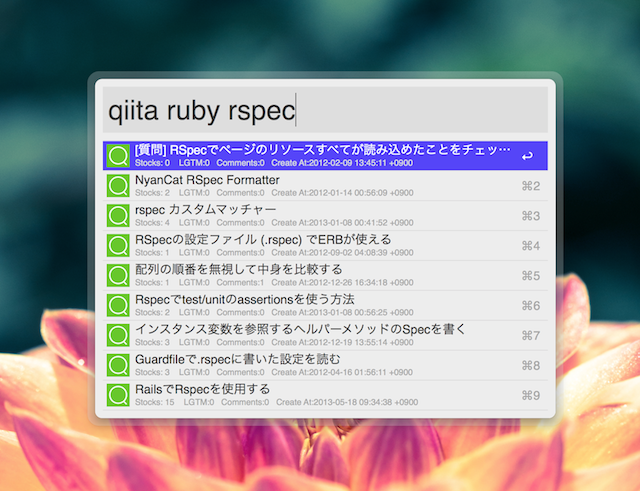 qiita ruby rspec
[質問] RSpecでページのリソースすべてが読み込めたことをチェッ…
Stocks: 0 LGTM:0 Comments:0 Create At:2012-02-09 13:45:11 +0900
NyanCat RSpec Formatter ⌘2
Stocks: 2 LGTM:0 Comments:0 Create At:2012-01-14 00:56:09 +0900
rspec カスタムマッチャー ⌘3
Stocks: 4 LGTM:0 Comments:0 Create At:2013-01-08 00:41:52 +0900
RSpecの設定ファイル (.rspec) でERBが使える ⌘4
Stocks: 1 LGTM:0 Comments:0 Create At:2012-09-02 04:08:39 +0900
配列の順番を無視して中身を比較する ⌘5
Stocks: 1 LGTM:0 Comments:1 Create At:2012-12-26 16:34:18 +0900
Rspecでtest/unitのassertionsを使う方法 ⌘6
Stocks: 2 LGTM:0 Comments:0 Create At:2013-01-08 00:56:25 +0900
インスタンス変数を参照するヘルパーメソッドのSpecを書く ⌘7
Stocks: 3 LGTM:0 Comments:0 Create At:2012-12-19 13:55:14 +0900
Guardfileで.rspecに書いた設定を読む ⌘8
Stocks: 3 LGTM:0 Comments:0 Create At:2012-04-16 01:56:11 +0900
RailsでRspecを使用する ⌘9
Stocks: 15 LGTM:0 Comments:0 Create At:2013-05-18 09:34:38 +0900